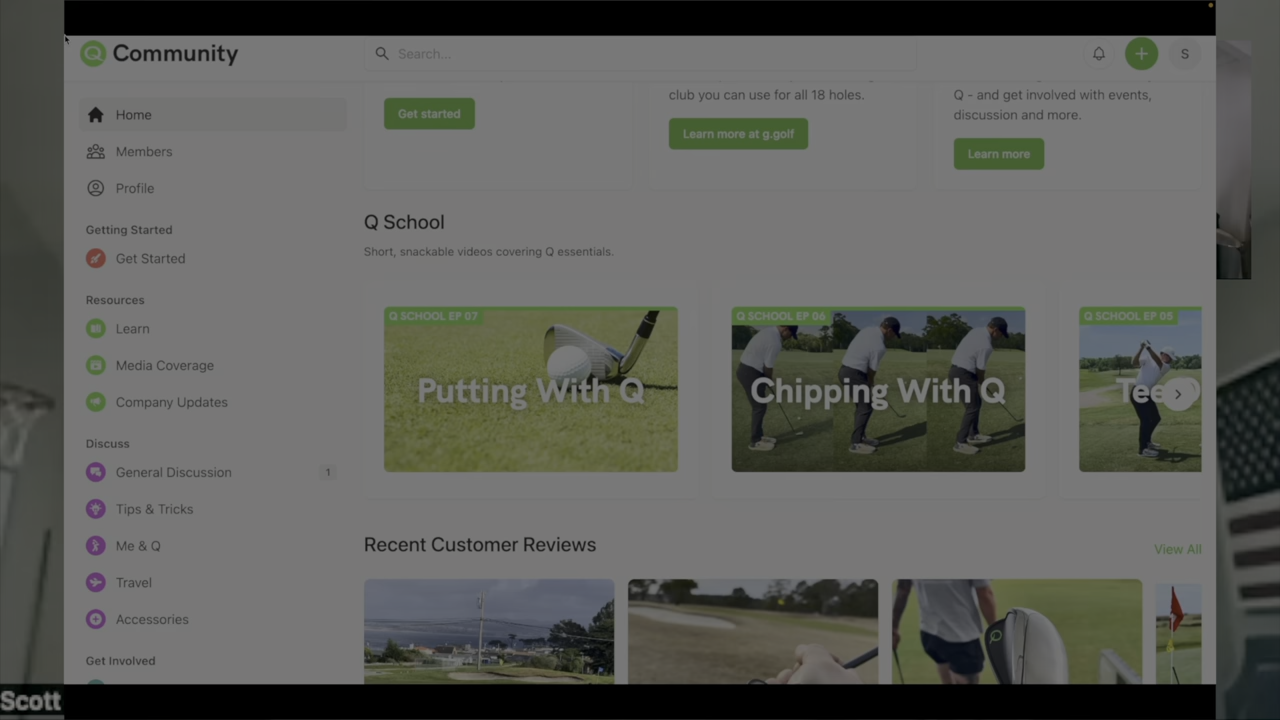 Community
Search...
S
Home
Members
Profile
Getting Started
Get Started
Resources
Learn
Media Coverage
Company Updates
Discuss
General Discussion
1
Tips & Tricks
Me & Q
Travel
Accessories
Get Involved
Get started
club you can use for all 18 holes.
Learn more at g.golf
Q - and get involved with events,
discussion and more.
Learn more
Q School
Short, snackable videos covering Q essentials.
Q SCHOOL EP 07
Putting With Q
Q SCHOOL EP 06
Chipping With Q
Q SCHOOL EP 05
Recent Customer Reviews
View All
Scott